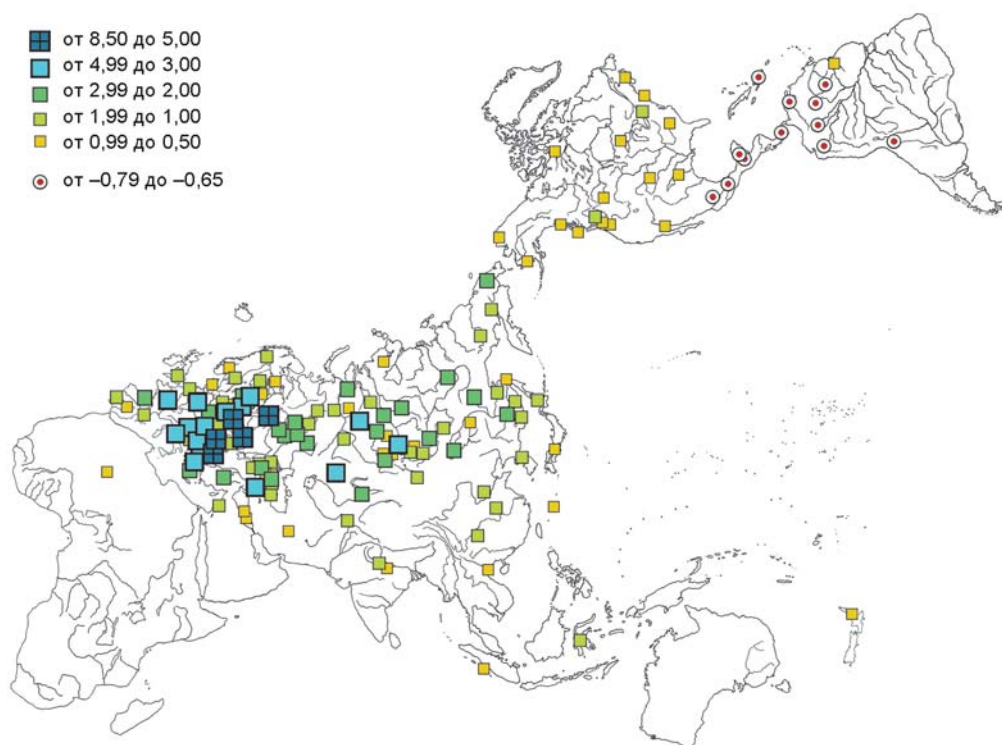 от 8,50 до 5,00
от 4,99 до 3,00
от 2,99 до 2,00
от 1,99 до 1,00
от 0,99 до 0,50
от –0,79 до –0,65